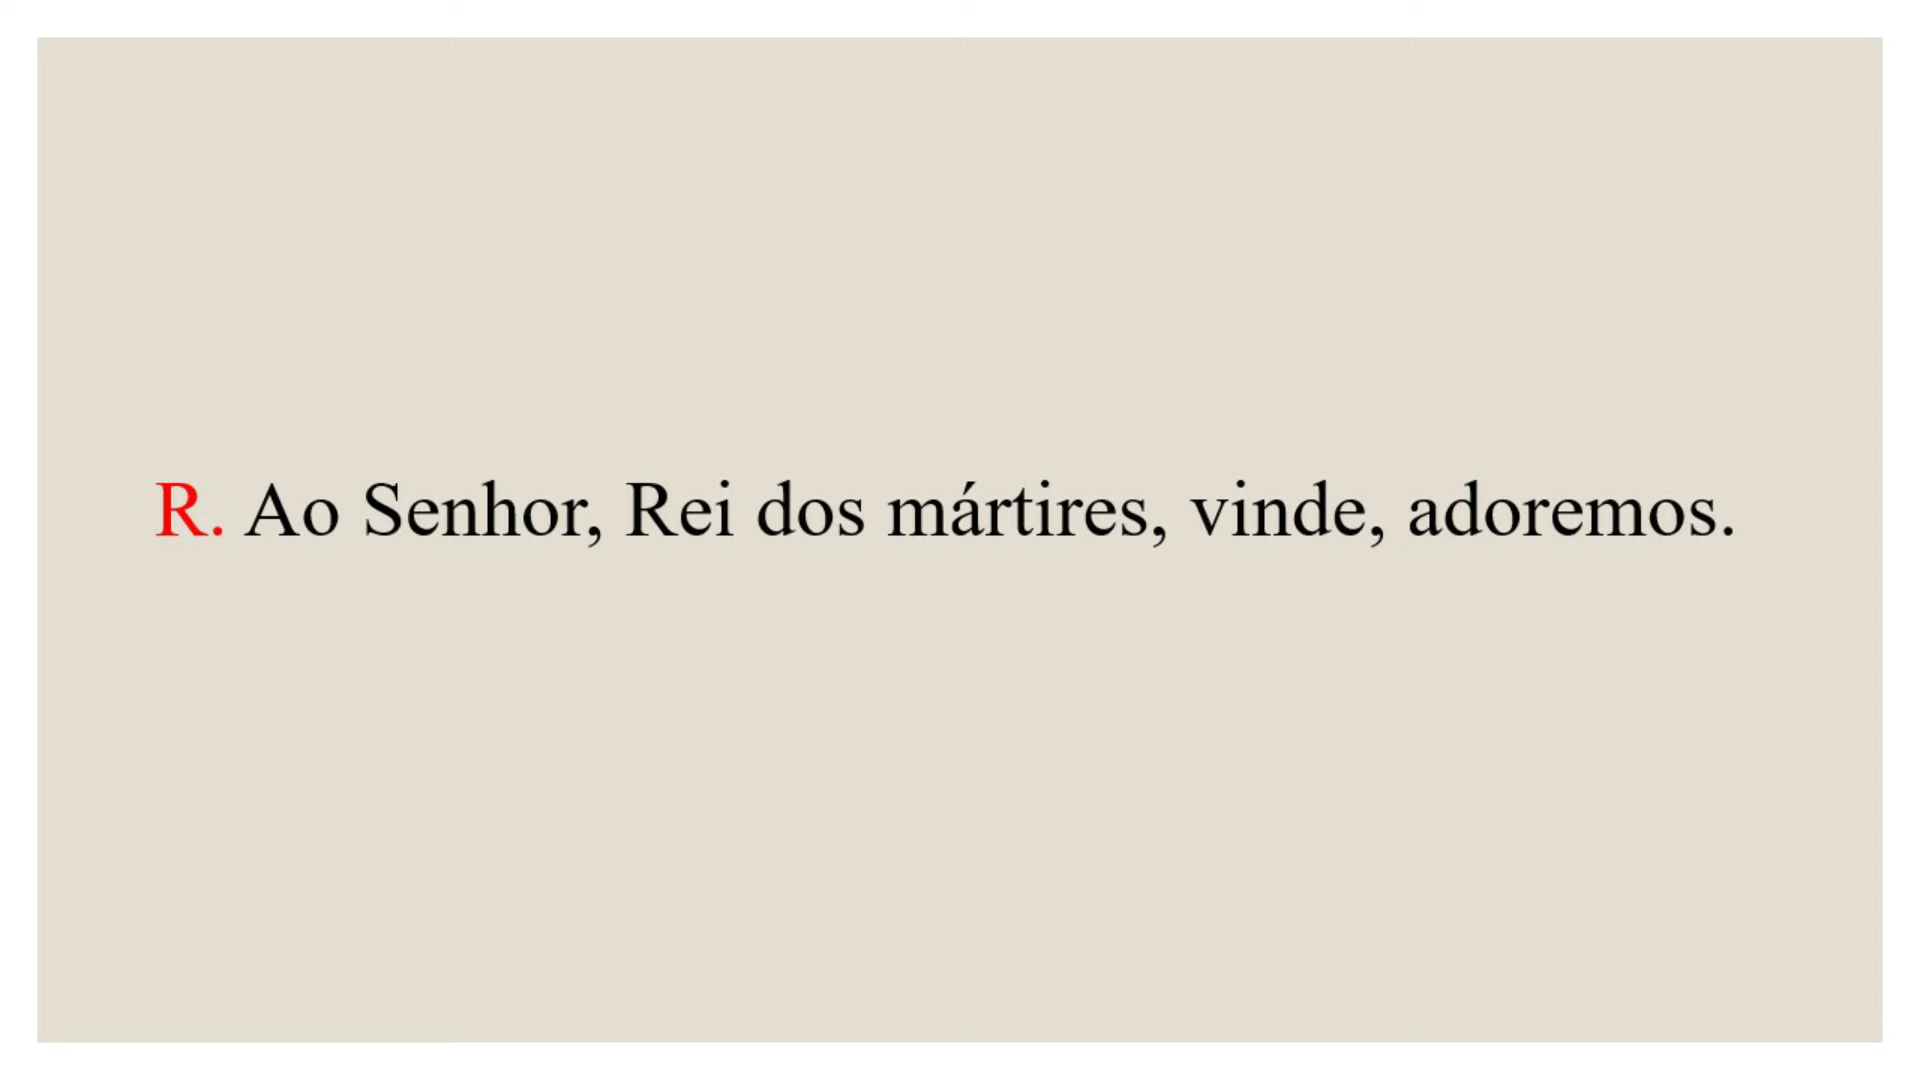 R. Ao Senhor, Rei dos mártires, vinde, adoremos.